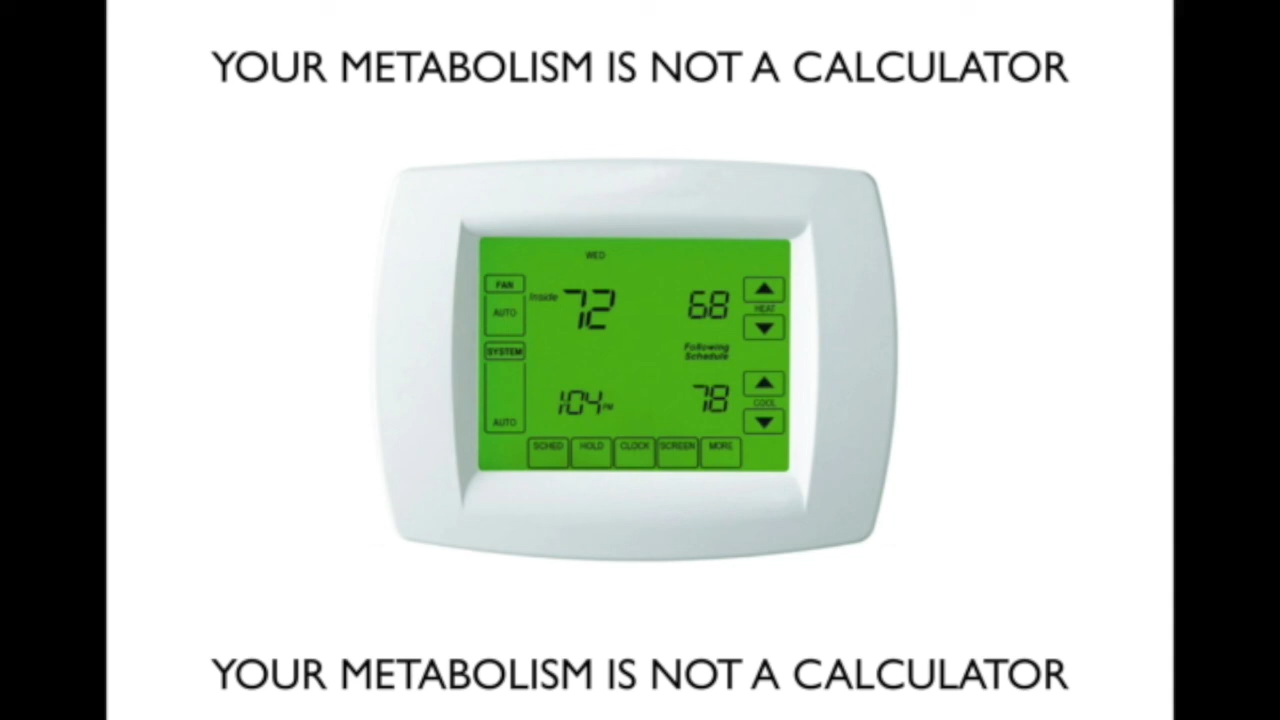 YOUR METABOLISM IS NOT A CALCULATOR
WED
FAN
Inside 72 68
AUTO HEAT
SYSTEM Following
Schedule
104 PM 78 COOL
AUTO
SCHED HOLD CLOCK SCREEN MORE
YOUR METABOLISM IS NOT A CALCULATOR